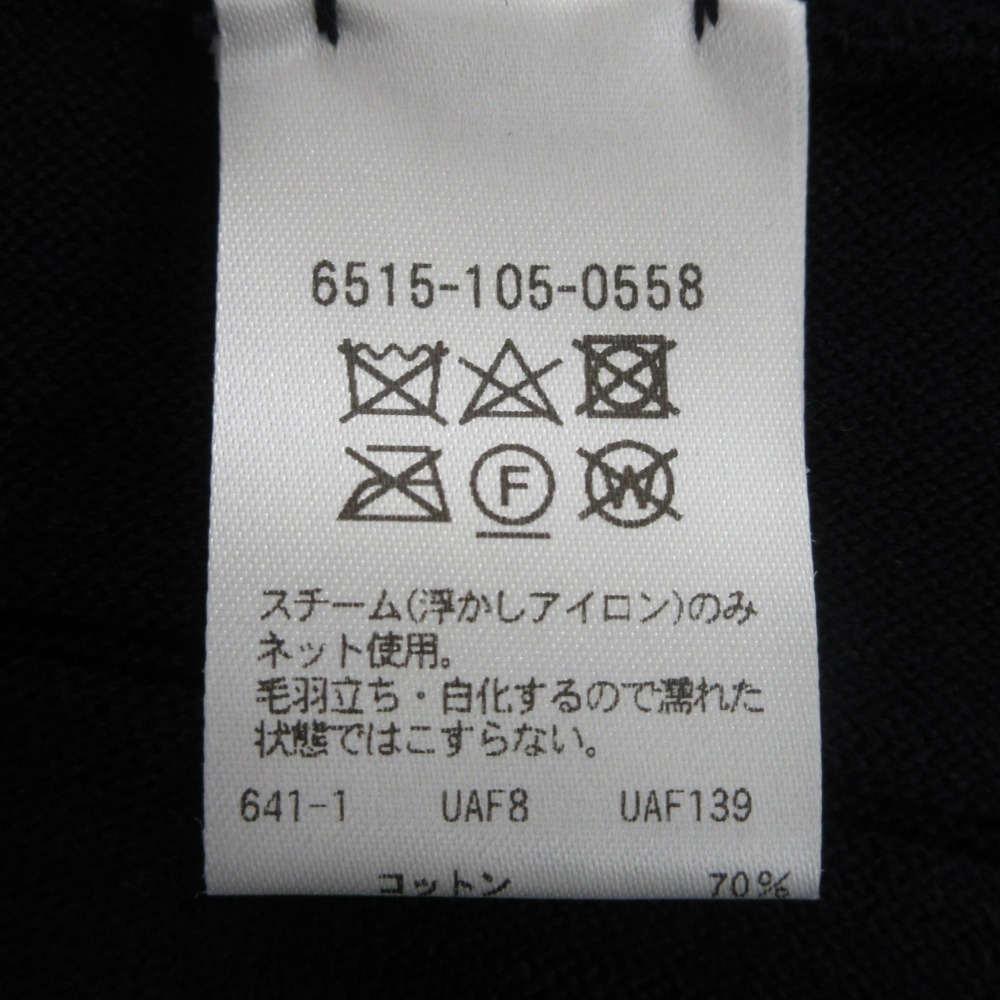 6515-105-0558
F
W
スチーム(浮かしアイロン)のみ
ネット使用。
毛羽立ち・白化するので濡れた
状態ではこすらない。
641-1 UAF8 UAF139
コットン 70%